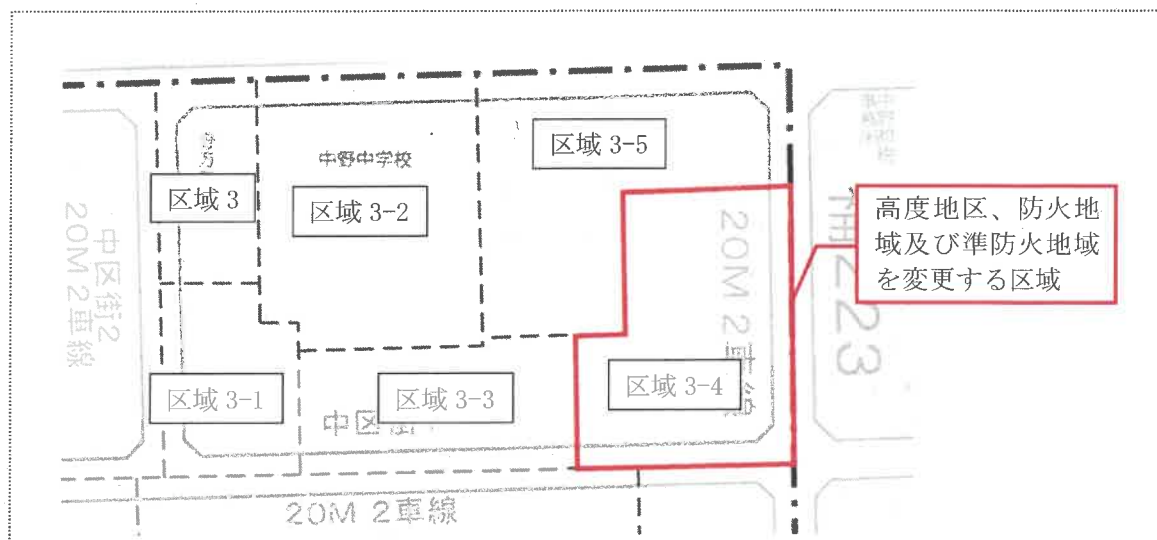 区域 3-5
中野中学校
区域 3
区域 3-2
高度地区、防火地
域及び準防火地域
を変更する区域
中区街2
20M 2車線
20M 2車線
区域 3-4
区域 3-1
区域 3-3
中区街
20M 2車線